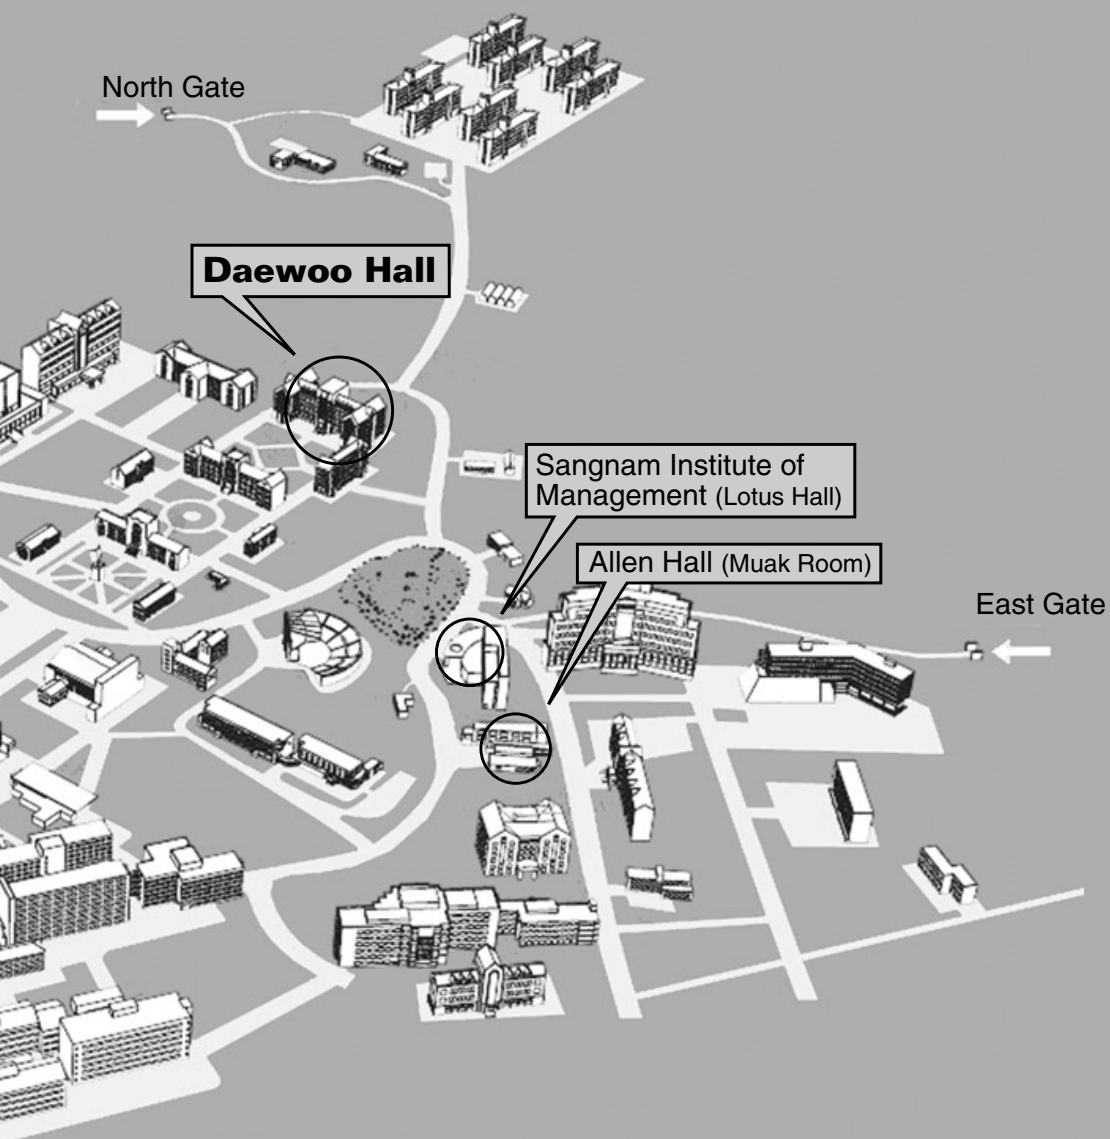 North Gate
Daewoo Hall
Sangnam Institute of
Management (Lotus Hall)
Allen Hall (Muak Room)
East Gate